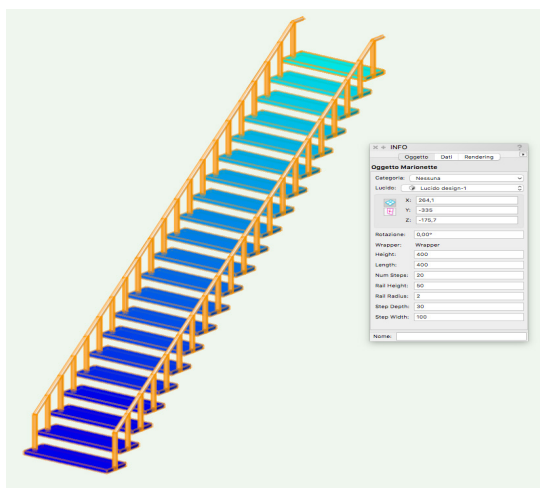 INFO ?
Oggetto Dati Rendering
Oggetto Marionette
Categorie: Nessuna
Lucido: Lucido design-1
X: 264,1
Y: -335
Z: -175,7
Rotazione: 0,00°
Wrapper: Wrapper
Height: 400
Length: 400
Num Steps: 20
Rail Height: 50
Rail Radius: 2
Step Depth: 30
Step Width: 100
Nome: